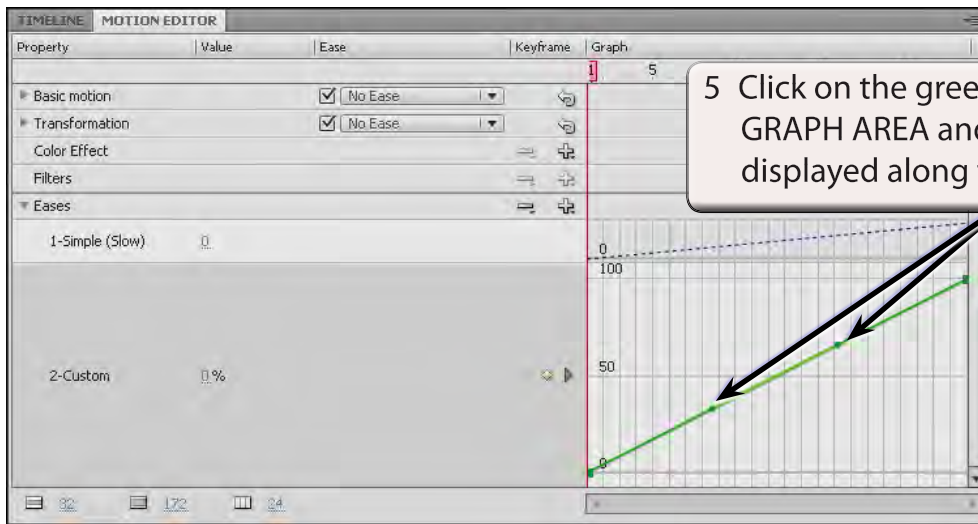 TIMELINE MOTION EDITOR
Property Value Ease Keyframe Graph
1 5
Basic motion No Ease
Transformation No Ease
Color Effect
Filters
Eases
1-Simple (Slow) 0
0
100
2-Custom 0 %
50
0
32 172 24
5 Click on the gree
GRAPH AREA and
displayed along